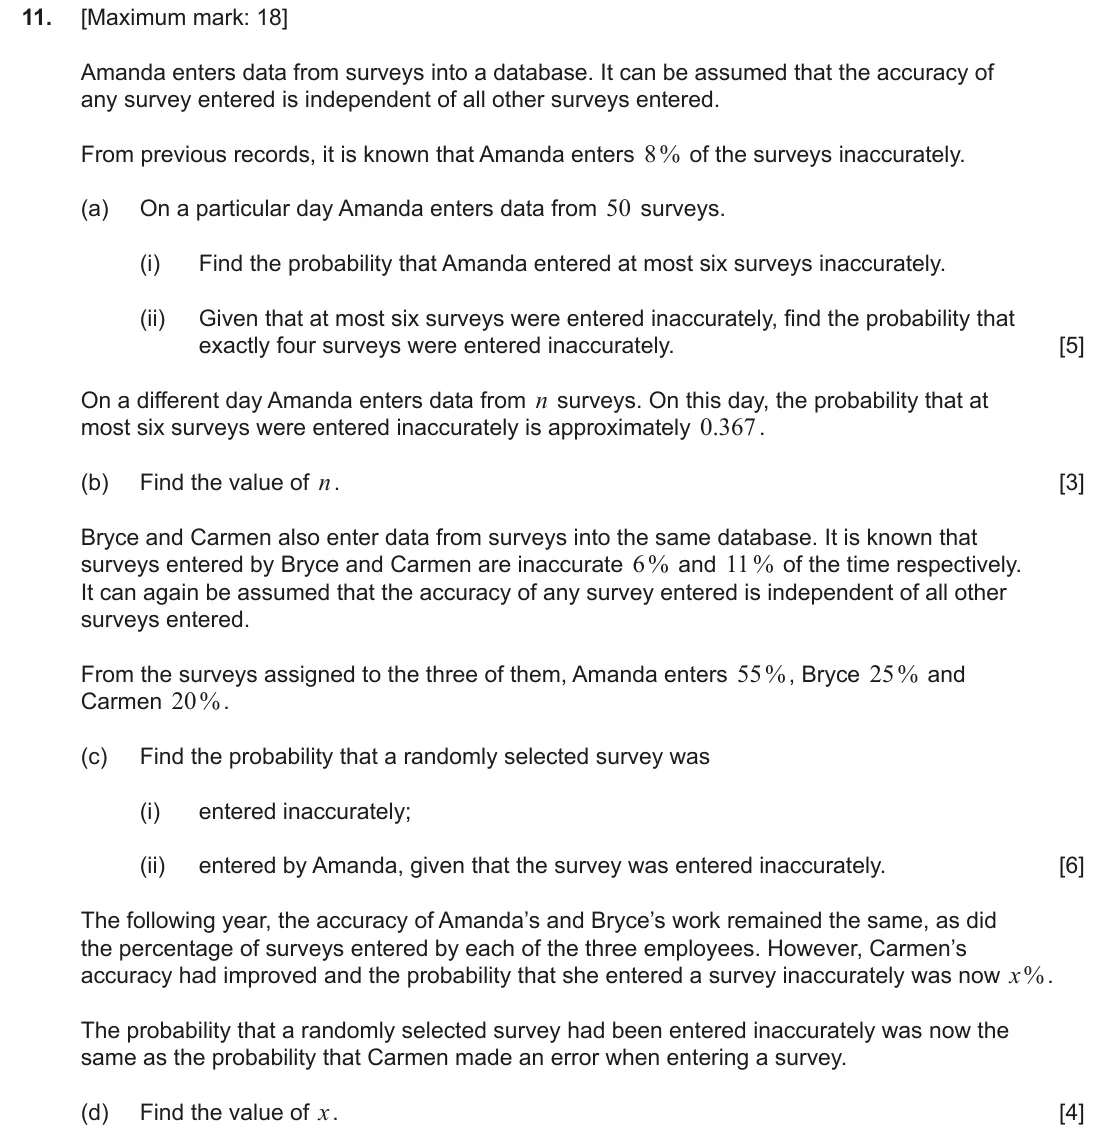 11. [Maximum mark: 18]
Amanda enters data from surveys into a database. It can be assumed that the accuracy of
any survey entered is independent of all other surveys entered.
From previous records, it is known that Amanda enters 8% of the surveys inaccurately.
(a) On a particular day Amanda enters data from 50 surveys.
(i) Find the probability that Amanda entered at most six surveys inaccurately.
(ii) Given that at most six surveys were entered inaccurately, find the probability that
exactly four surveys were entered inaccurately. [5]
On a different day Amanda enters data from n surveys. On this day, the probability that at
most six surveys were entered inaccurately is approximately 0.367.
(b) Find the value of n. [3]
Bryce and Carmen also enter data from surveys into the same database. It is known that
surveys entered by Bryce and Carmen are inaccurate 6% and 11% of the time respectively.
It can again be assumed that the accuracy of any survey entered is independent of all other
surveys entered.
From the surveys assigned to the three of them, Amanda enters 55%, Bryce 25% and
Carmen 20%.
(c) Find the probability that a randomly selected survey was
(i) entered inaccurately;
(ii) entered by Amanda, given that the survey was entered inaccurately. [6]
The following year, the accuracy of Amanda's and Bryce's work remained the same, as did
the percentage of surveys entered by each of the three employees. However, Carmen's
accuracy had improved and the probability that she entered a survey inaccurately was now x%.
The probability that a randomly selected survey had been entered inaccurately was now the
same as the probability that Carmen made an error when entering a survey.
(d) Find the value of x. [4]